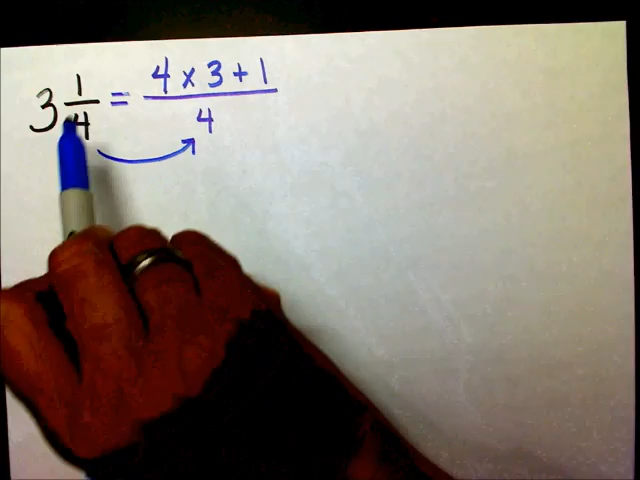 3 1/4 = (4 x 3 + 1)/4